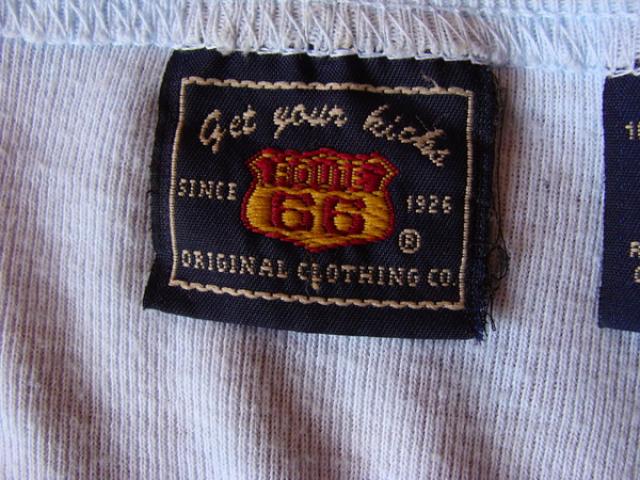 Get your kicks
ROUTE
66
SINCE 1926
®
ORIGINAL CLOTHING CO.